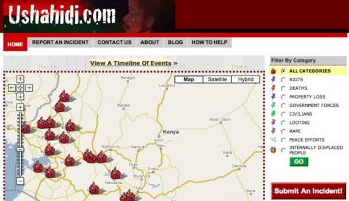 Ushahidi.com
HOME REPORT AN INCIDENT CONTACT US ABOUT BLOG HOW TO HELP
View A Timeline Of Events »
Map Satellite Hybrid
Kenya
Filter By Category
ALL CATEGORIES
RIOTS
DEATHS
PROPERTY LOSS
GOVERNMENT FORCES
CIVILIANS
LOOTING
RAPE
PEACE EFFORTS
INTERNALLY DISPLACED
PEOPLE
GO
Submit An Incident!